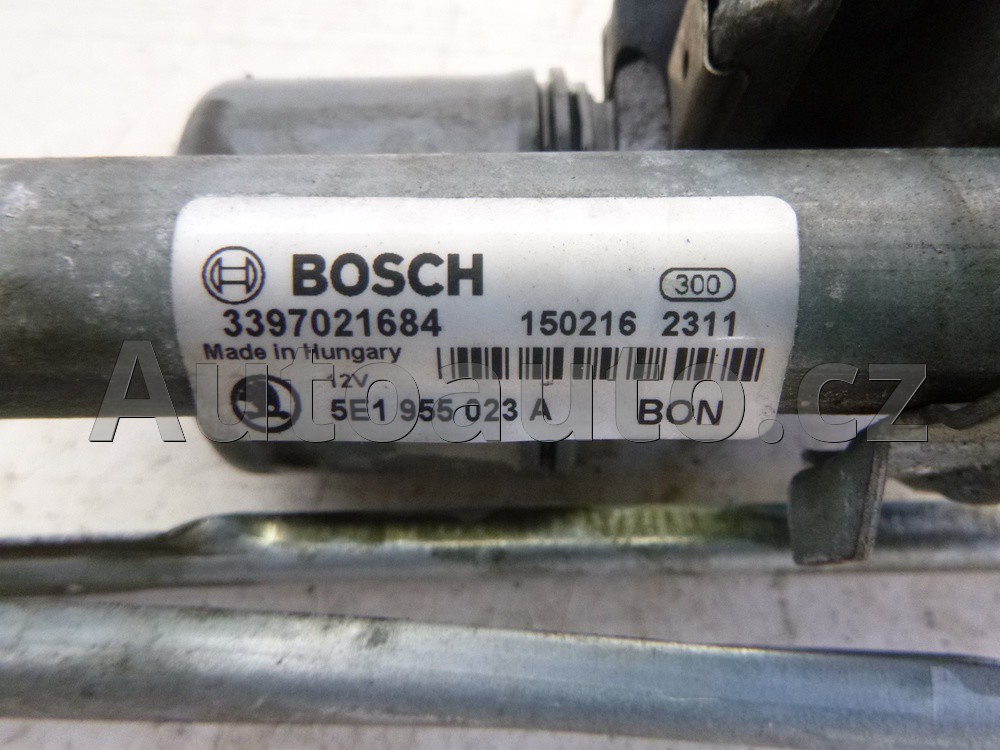 BOSCH
300
3397021684 150216 2311
Made in Hungary
12V
5E1 955 023 A BON
Autoauto.cz